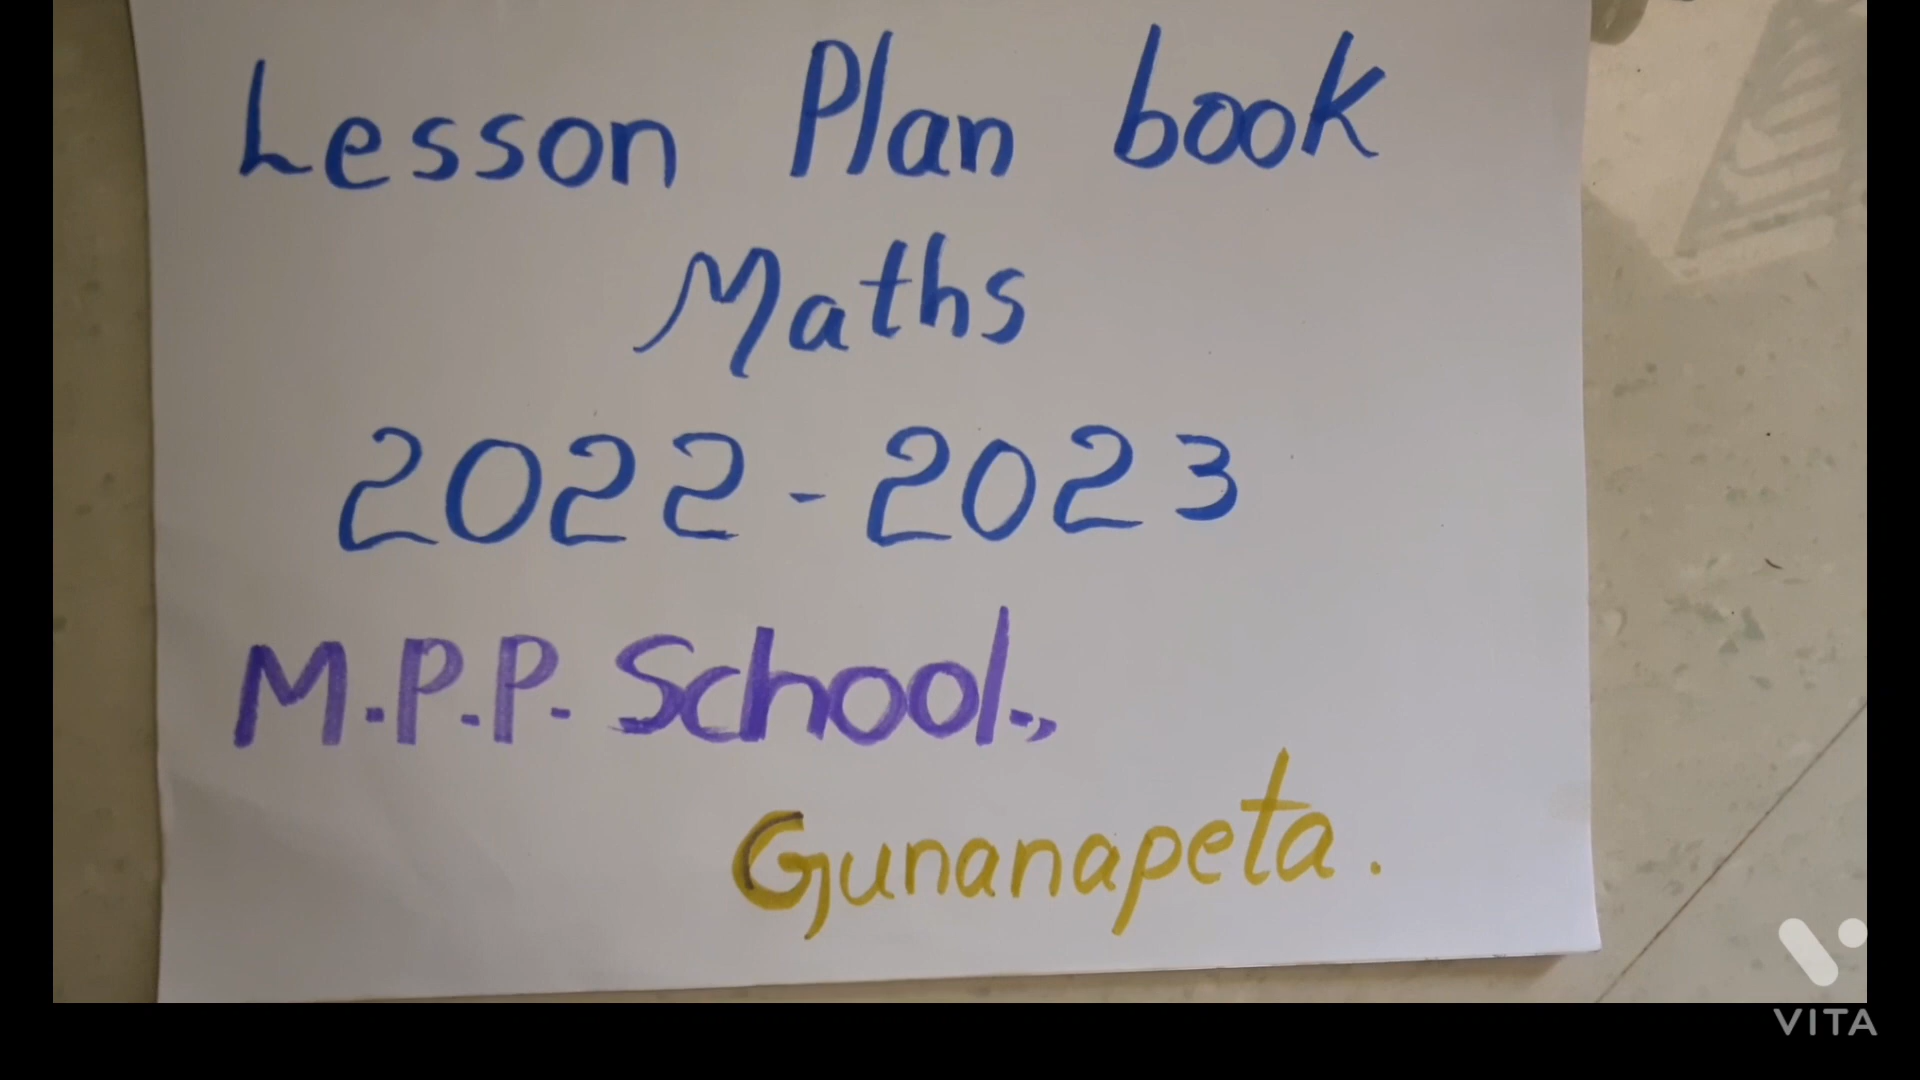 Lesson Plan book
Maths
2022-2023
M.P.P. School.,
Gunanapeta.
VITA